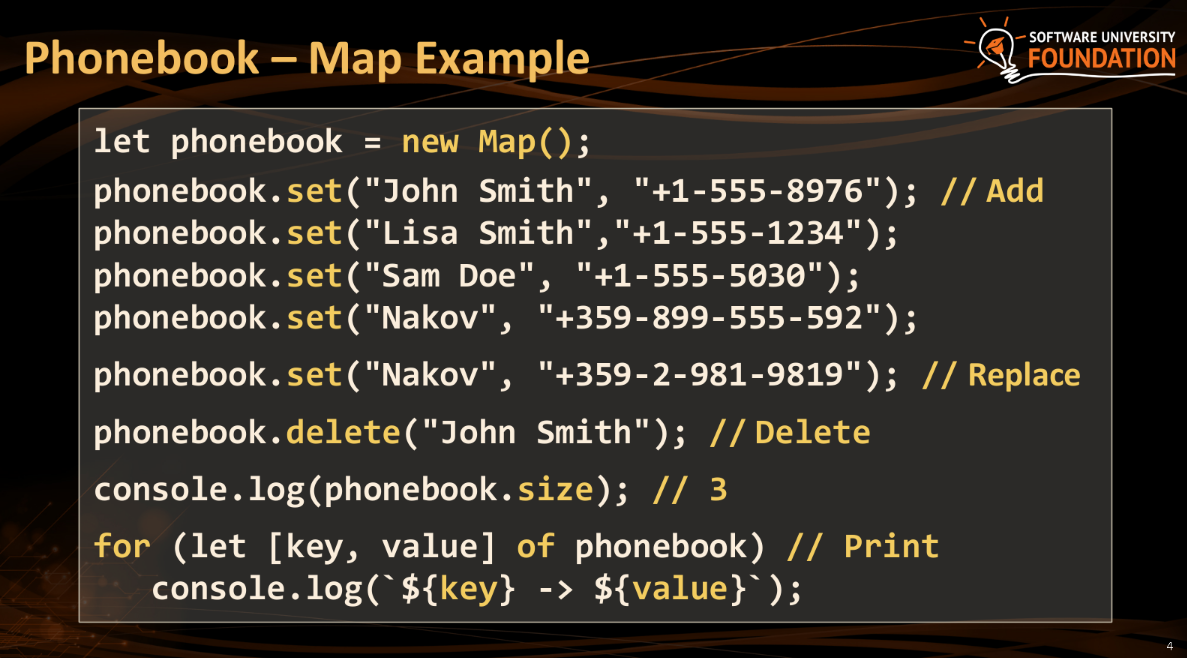 Phonebook – Map Example
SOFTWARE UNIVERSITY
FOUNDATION
let phonebook = new Map();
phonebook.set("John Smith", "+1-555-8976"); // Add
phonebook.set("Lisa Smith","+1-555-1234");
phonebook.set("Sam Doe", "+1-555-5030");
phonebook.set("Nakov", "+359-899-555-592");
phonebook.set("Nakov", "+359-2-981-9819"); // Replace
phonebook.delete("John Smith"); // Delete
console.log(phonebook.size); // 3
for (let [key, value] of phonebook) // Print
console.log(`${key} -> ${value}`);
4